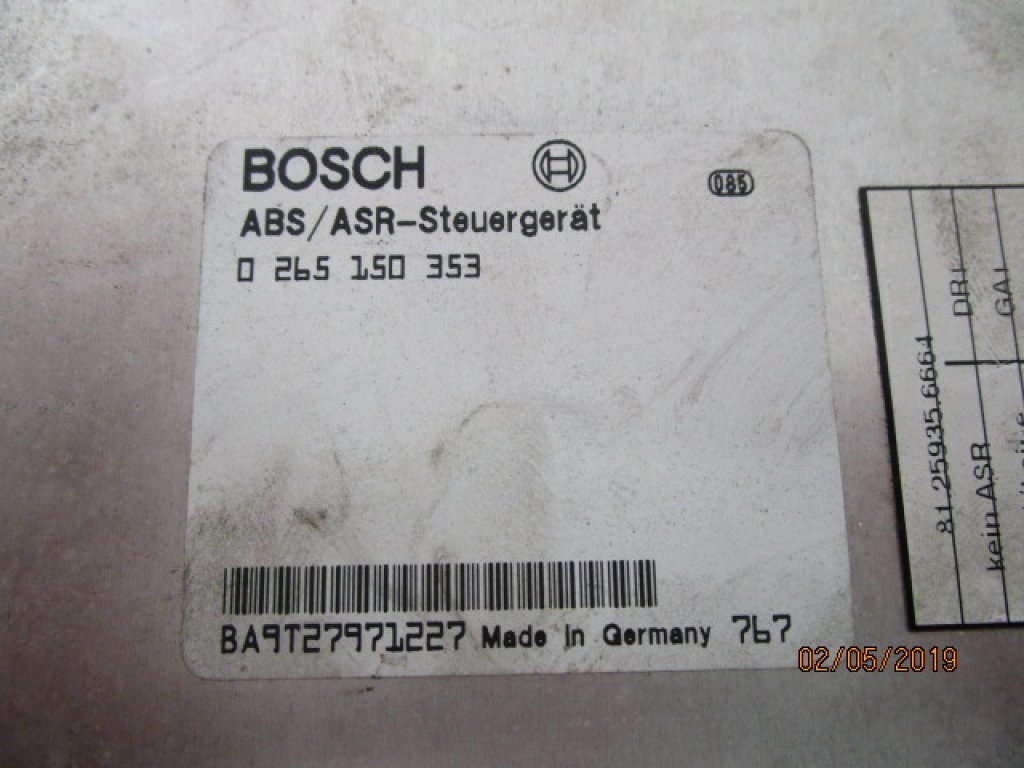 BOSCH
085
ABS/ASR-Steuergerät
0 265 150 353
BA9T27971227 Made in Germany 767
81.25935.6664
kein ASR
02/05/2019